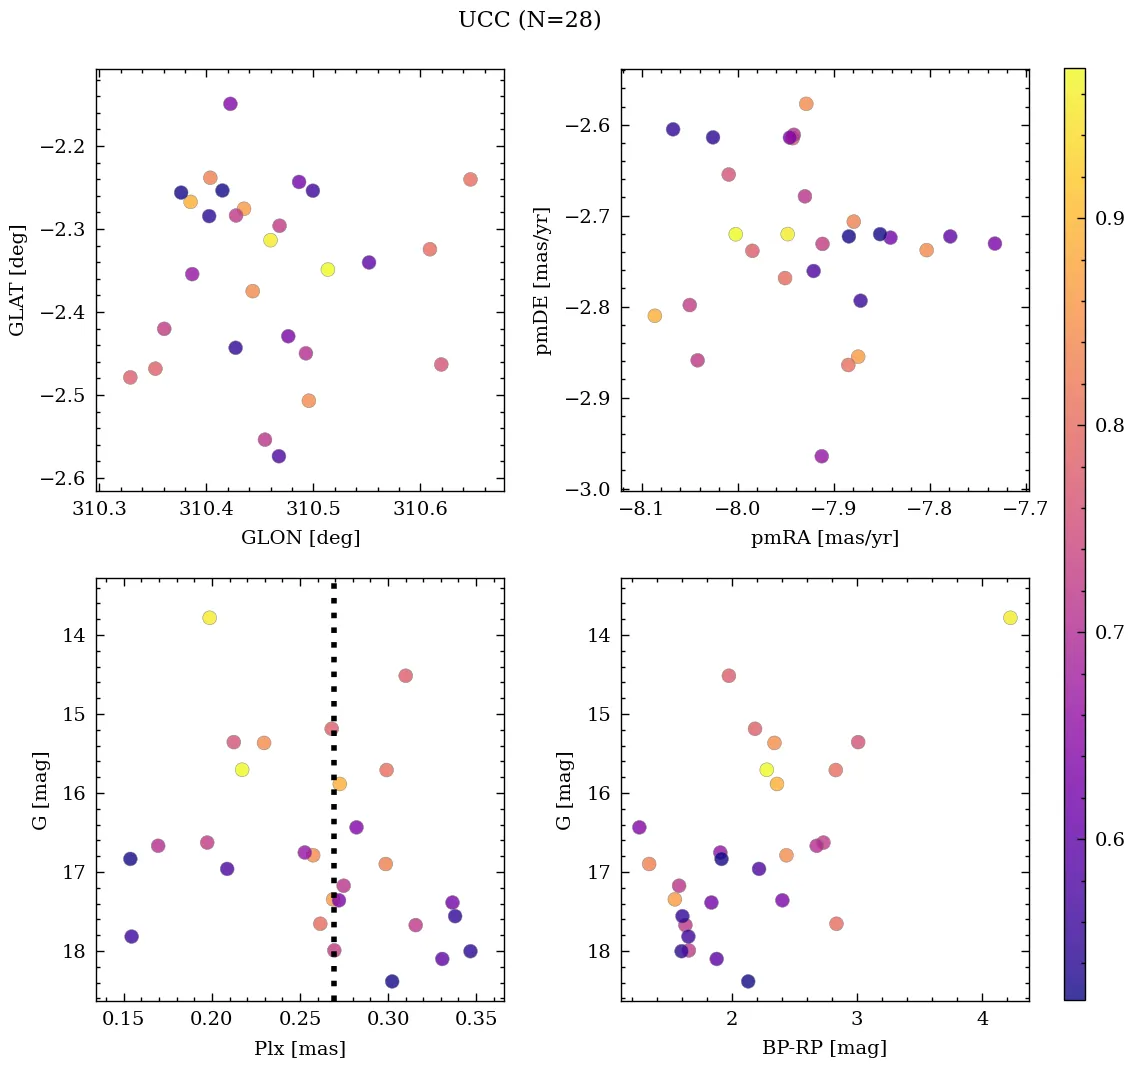 UCC (N=28)
−2.2
−2.3
−2.4
−2.5
−2.6
GLAT [deg]
310.3 310.4 310.5 310.6
GLON [deg]
−2.6
−2.7
−2.8
−2.9
−3.0
pmDE [mas/yr]
−8.1 −8.0 −7.9 −7.8 −7.7
pmRA [mas/yr]
0.9
0.8
0.7
0.6
14
15
16
17
18
G [mag]
0.15 0.20 0.25 0.30 0.35
Plx [mas]
14
15
16
17
18
G [mag]
2 3 4
BP-RP [mag]